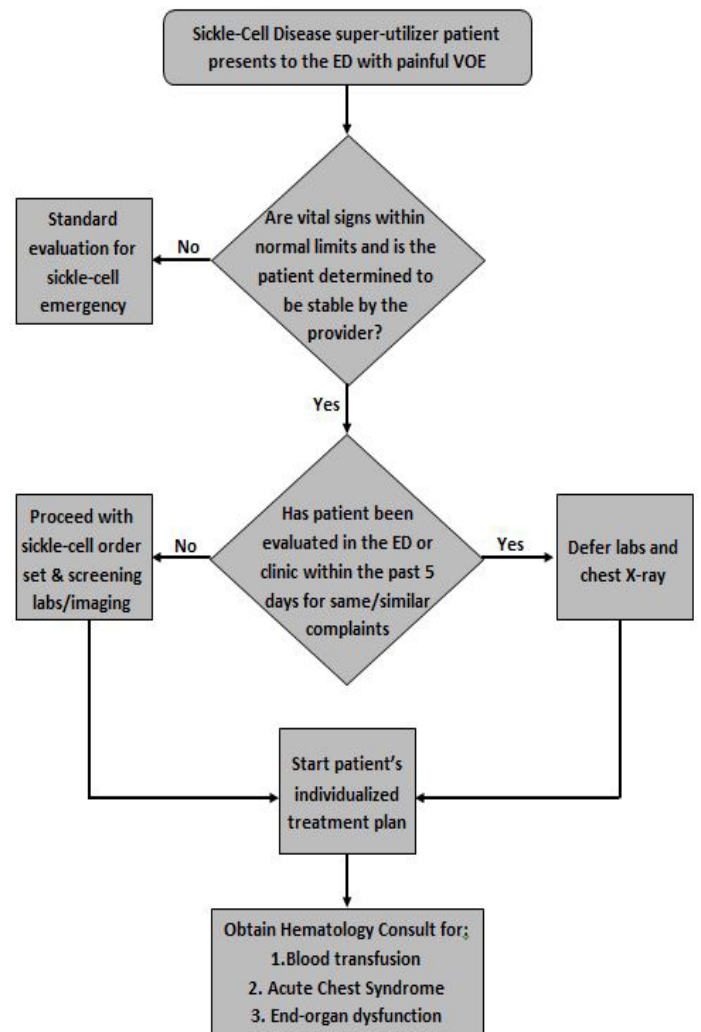 Sickle-Cell Disease super-utilizer patient
presents to the ED with painful VOE
Are vital signs within
normal limits and is the
patient determined to
be stable by the
provider?
No
Standard
evaluation for
sickle-cell
emergency
Yes
Has patient been
evaluated in the ED or
clinic within the past 5
days for same/similar
complaints
No
Proceed with
sickle-cell order
set & screening
labs/imaging
Yes
Defer labs and
chest X-ray
Start patient’s
individualized
treatment plan
Obtain Hematology Consult for;
1.Blood transfusion
2. Acute Chest Syndrome
3. End-organ dysfunction